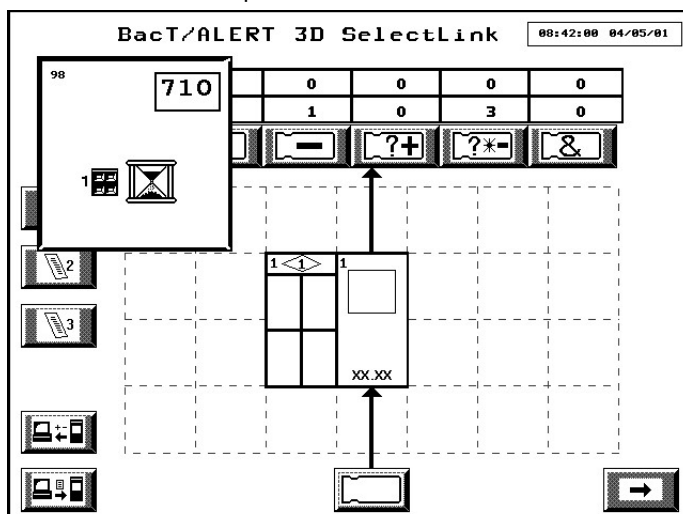 BacT/ALERT 3D SelectLink
08:42:00 04/05/01
98
710
1
0 0 0 0
1 0 3 0
− ?+ ?*- &
2
3
1 1 1
XX.XX
+-